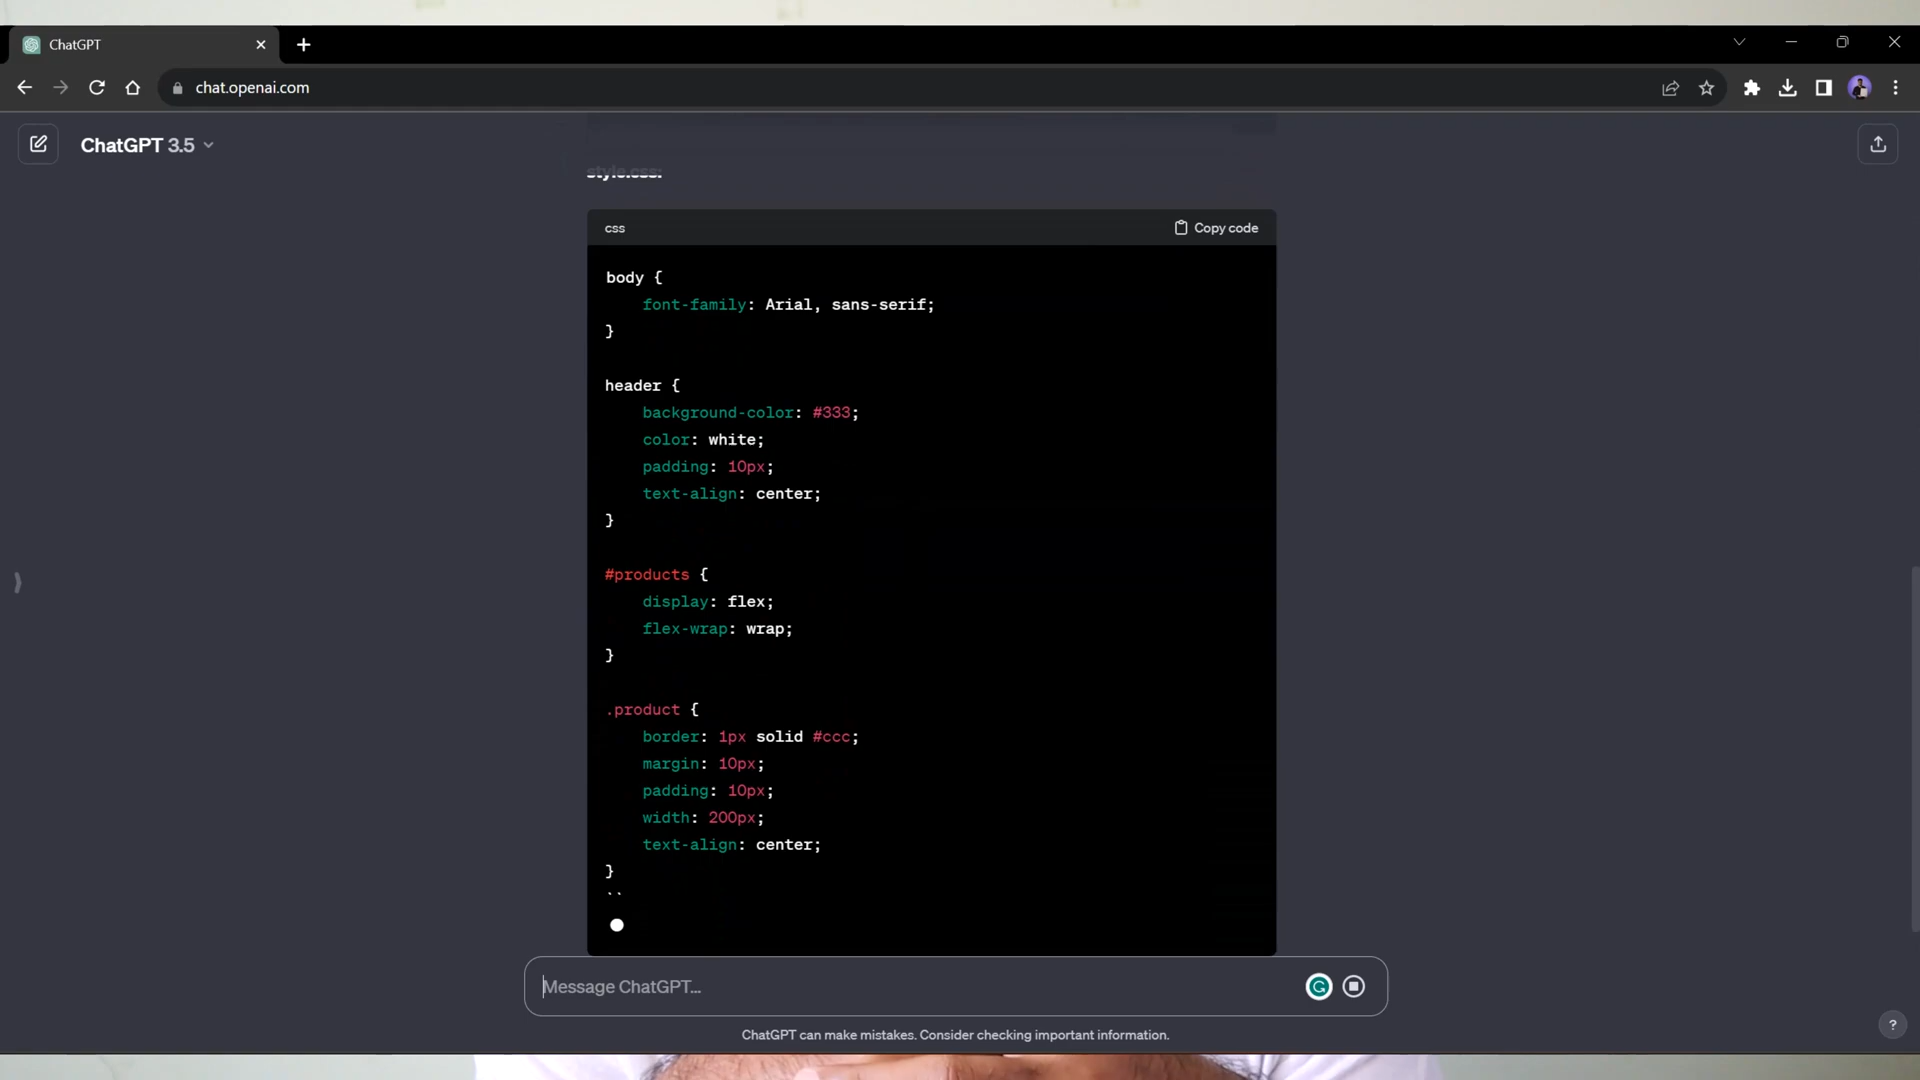 ChatGPT
chat.openai.com
ChatGPT 3.5
style.css:
css
Copy code
body {
    font-family: Arial, sans-serif;
}
header {
    background-color: #333;
    color: white;
    padding: 10px;
    text-align: center;
}
#products {
    display: flex;
    flex-wrap: wrap;
}
.product {
    border: 1px solid #ccc;
    margin: 10px;
    padding: 10px;
    width: 200px;
    text-align: center;
}
``
Message ChatGPT...
ChatGPT can make mistakes. Consider checking important information.
?